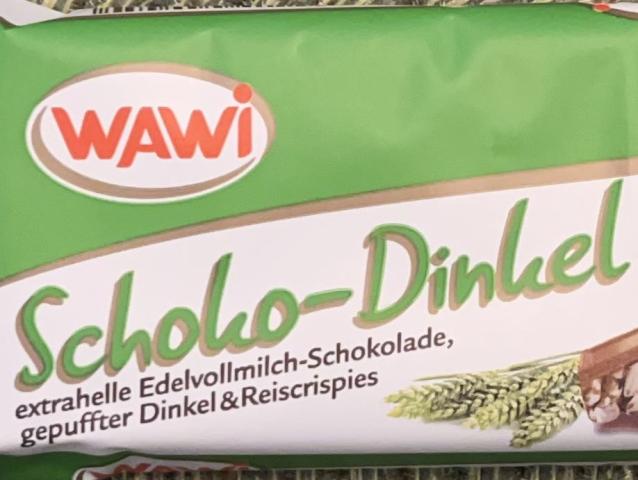 WAWi
Schoko-Dinkel
extrahelle Edelvollmilch-Schokolade,
gepuffter Dinkel & Reiscrispies